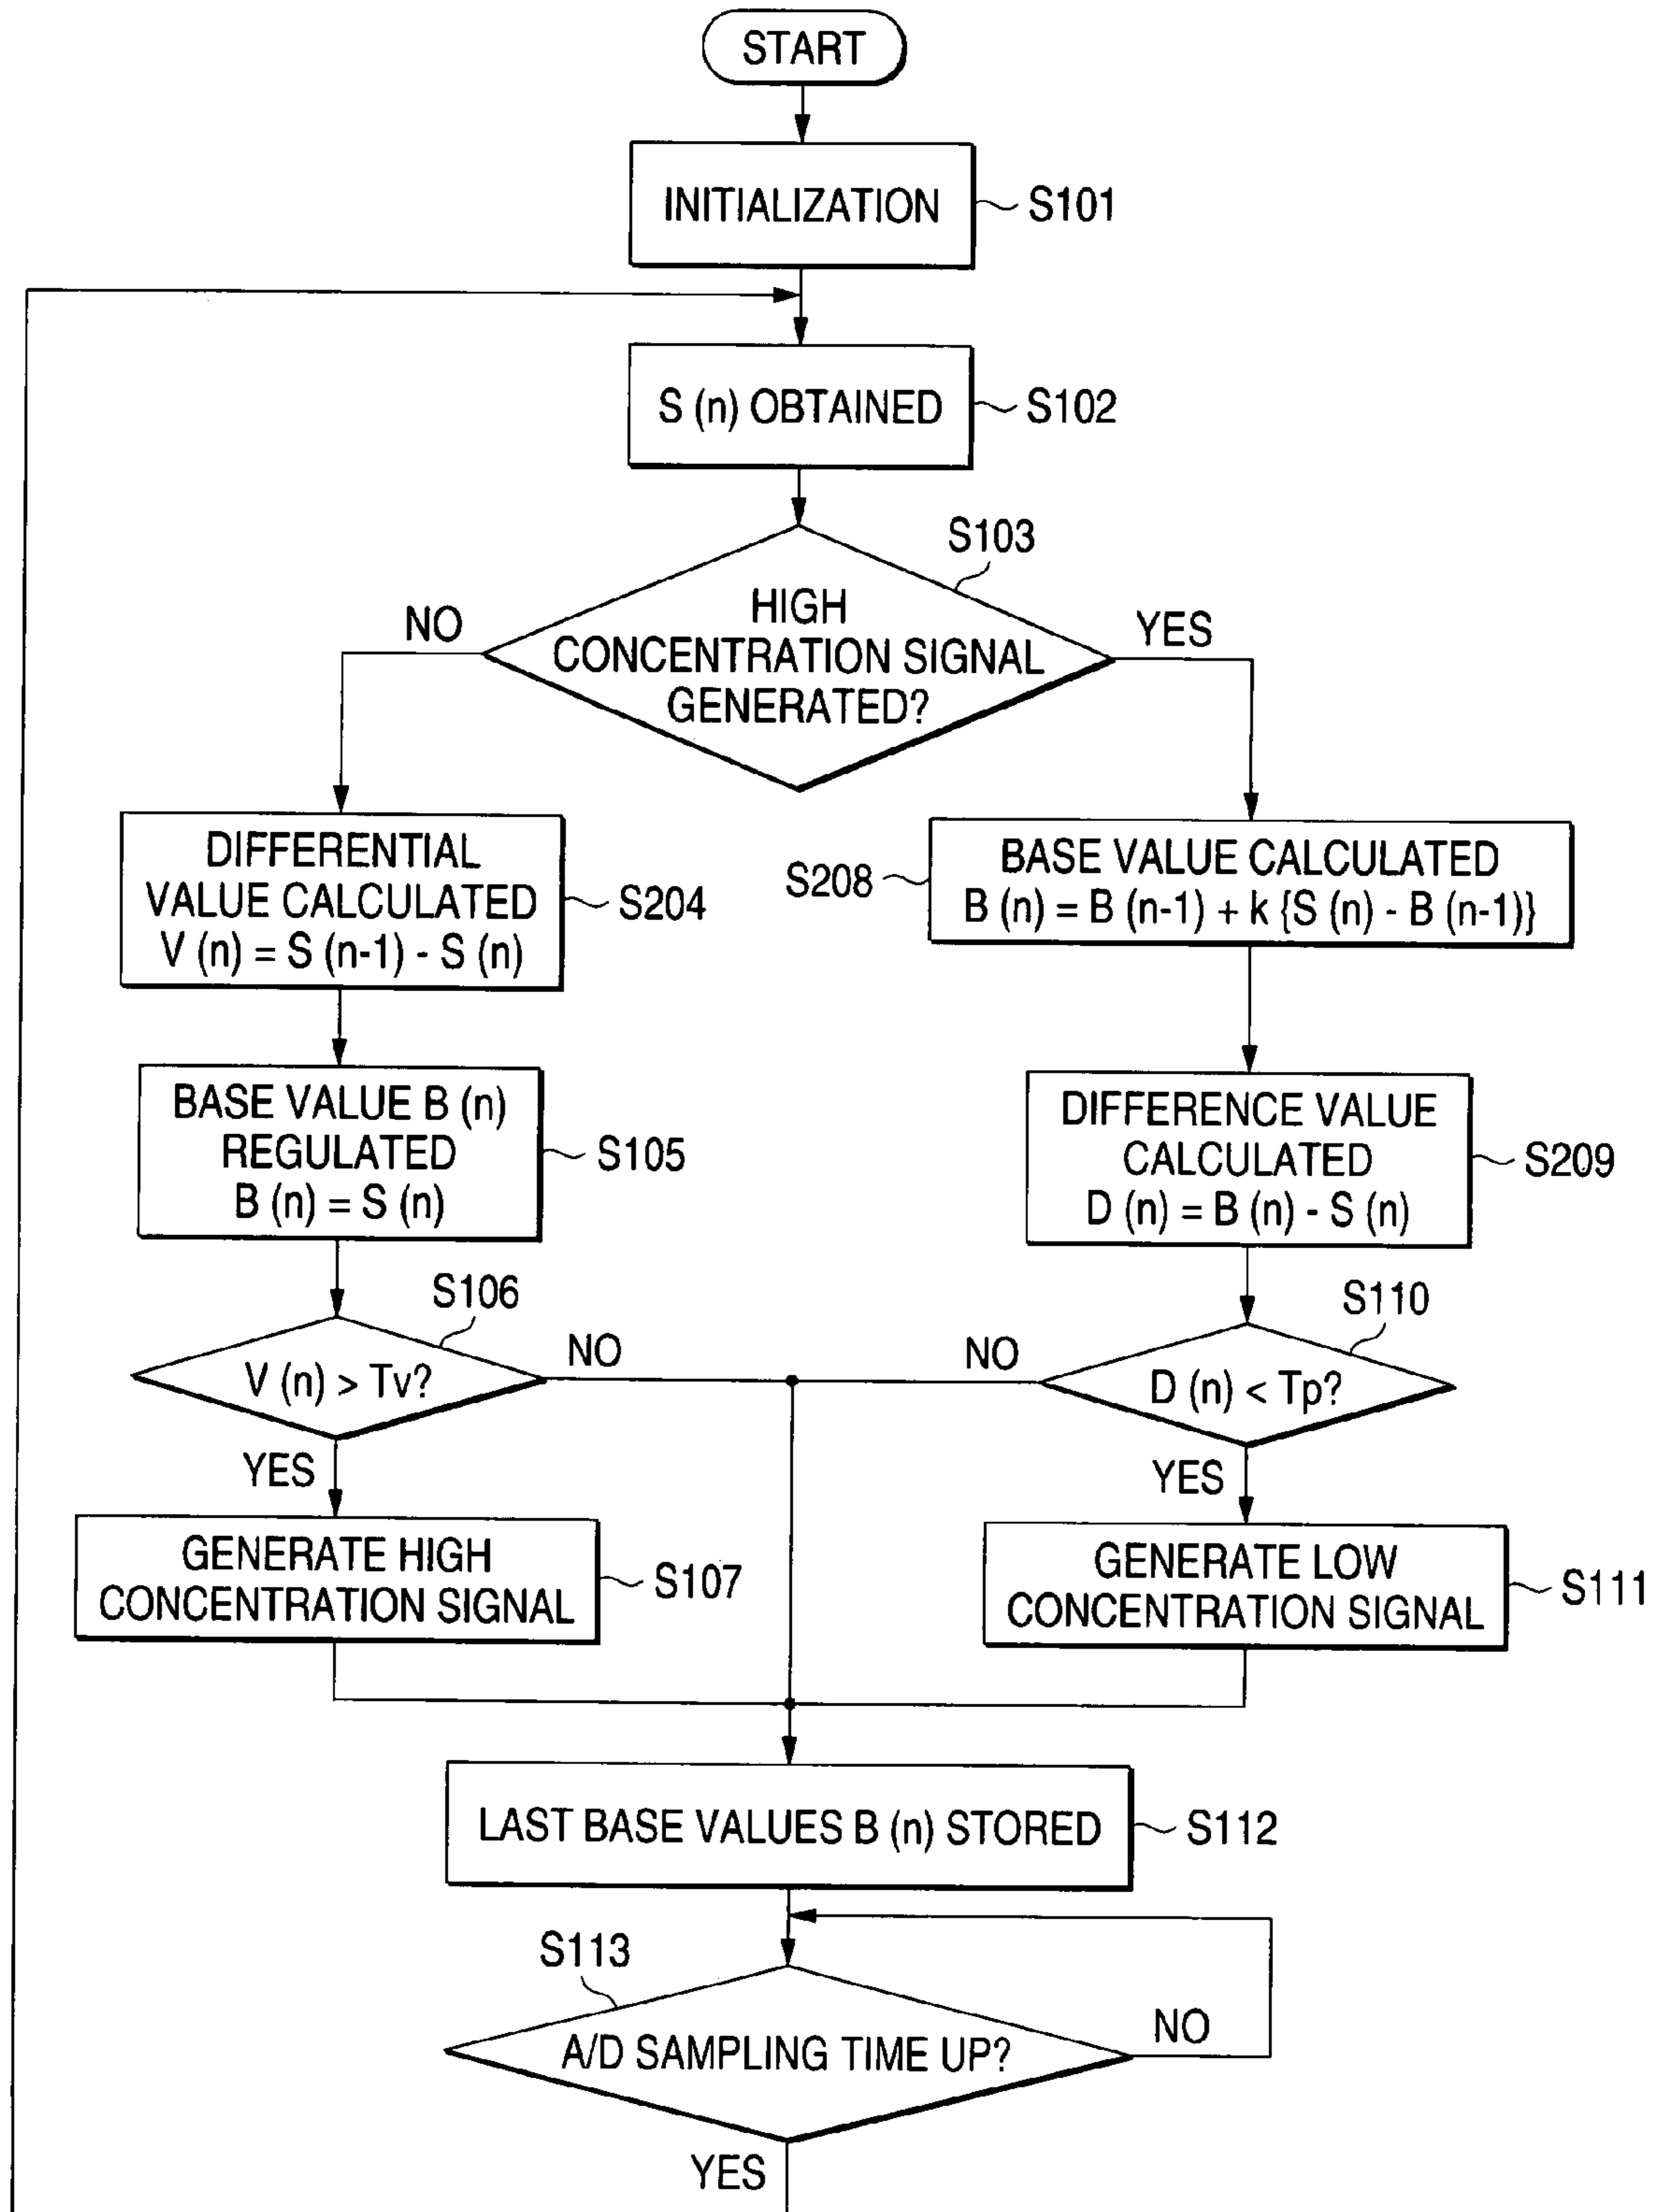 START
INITIALIZATION
S101
S (n) OBTAINED
S102
S103
HIGH
CONCENTRATION SIGNAL
GENERATED?
NO
YES
DIFFERENTIAL
VALUE CALCULATED
V (n) = S (n-1) - S (n)
S204
S208
BASE VALUE CALCULATED
B (n) = B (n-1) + k {S (n) - B (n-1)}
BASE VALUE B (n)
REGULATED
B (n) = S (n)
S105
DIFFERENCE VALUE
CALCULATED
D (n) = B (n) - S (n)
S209
S106
V (n) > Tv?
NO
YES
S110
NO
D (n) < Tp?
YES
GENERATE HIGH
CONCENTRATION SIGNAL
S107
GENERATE LOW
CONCENTRATION SIGNAL
S111
LAST BASE VALUES B (n) STORED
S112
S113
A/D SAMPLING TIME UP?
NO
YES